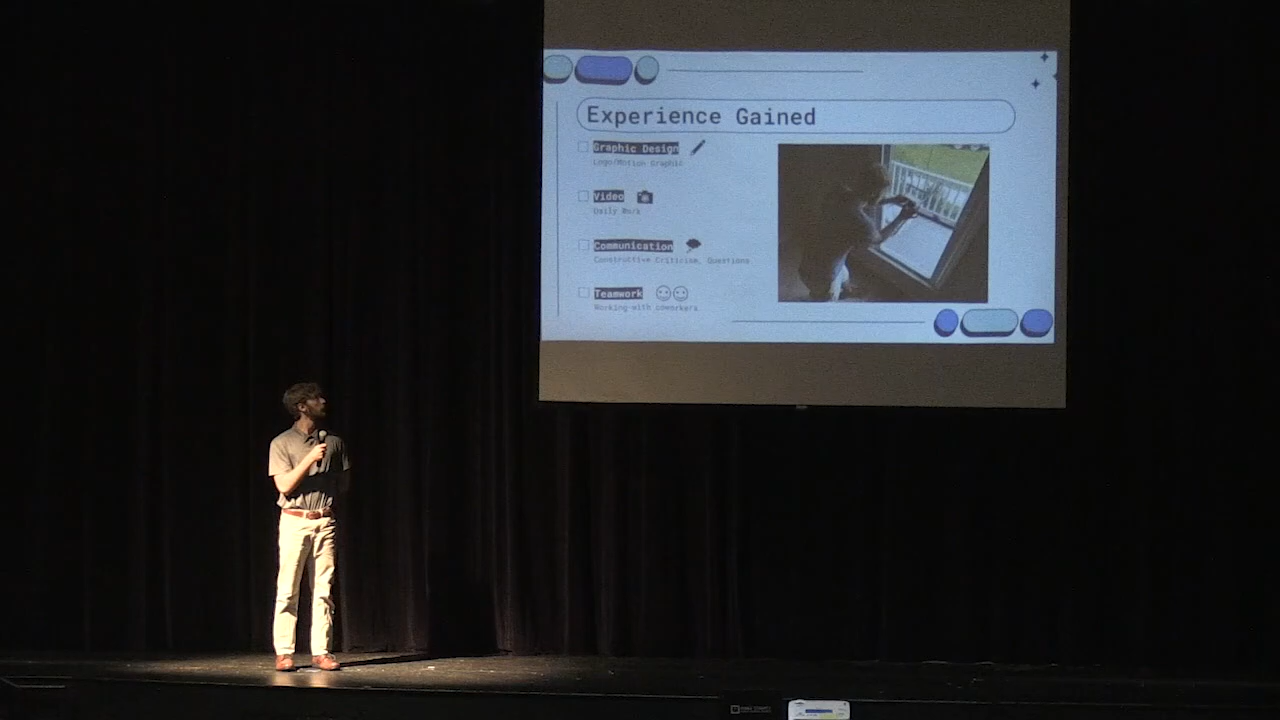 Experience Gained
Graphic Design
Logo/Motion Graphic
Video
Daily Work
Communication
Constructive Criticism, Questions
Teamwork
Working with coworkers